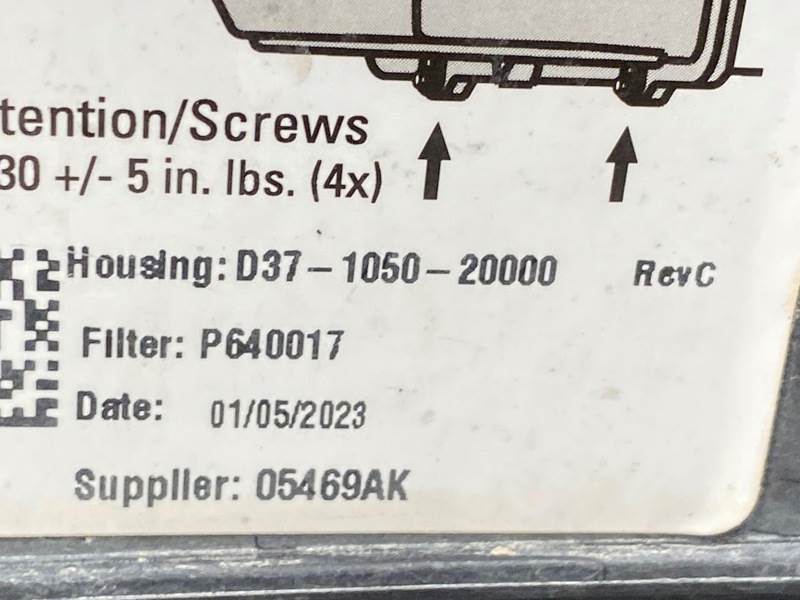 tention/Screws
30 +/- 5 in. lbs. (4x)
Housing: D37-1050-20000 RevC
Filter: P640017
Date: 01/05/2023
Supplier: 05469AK